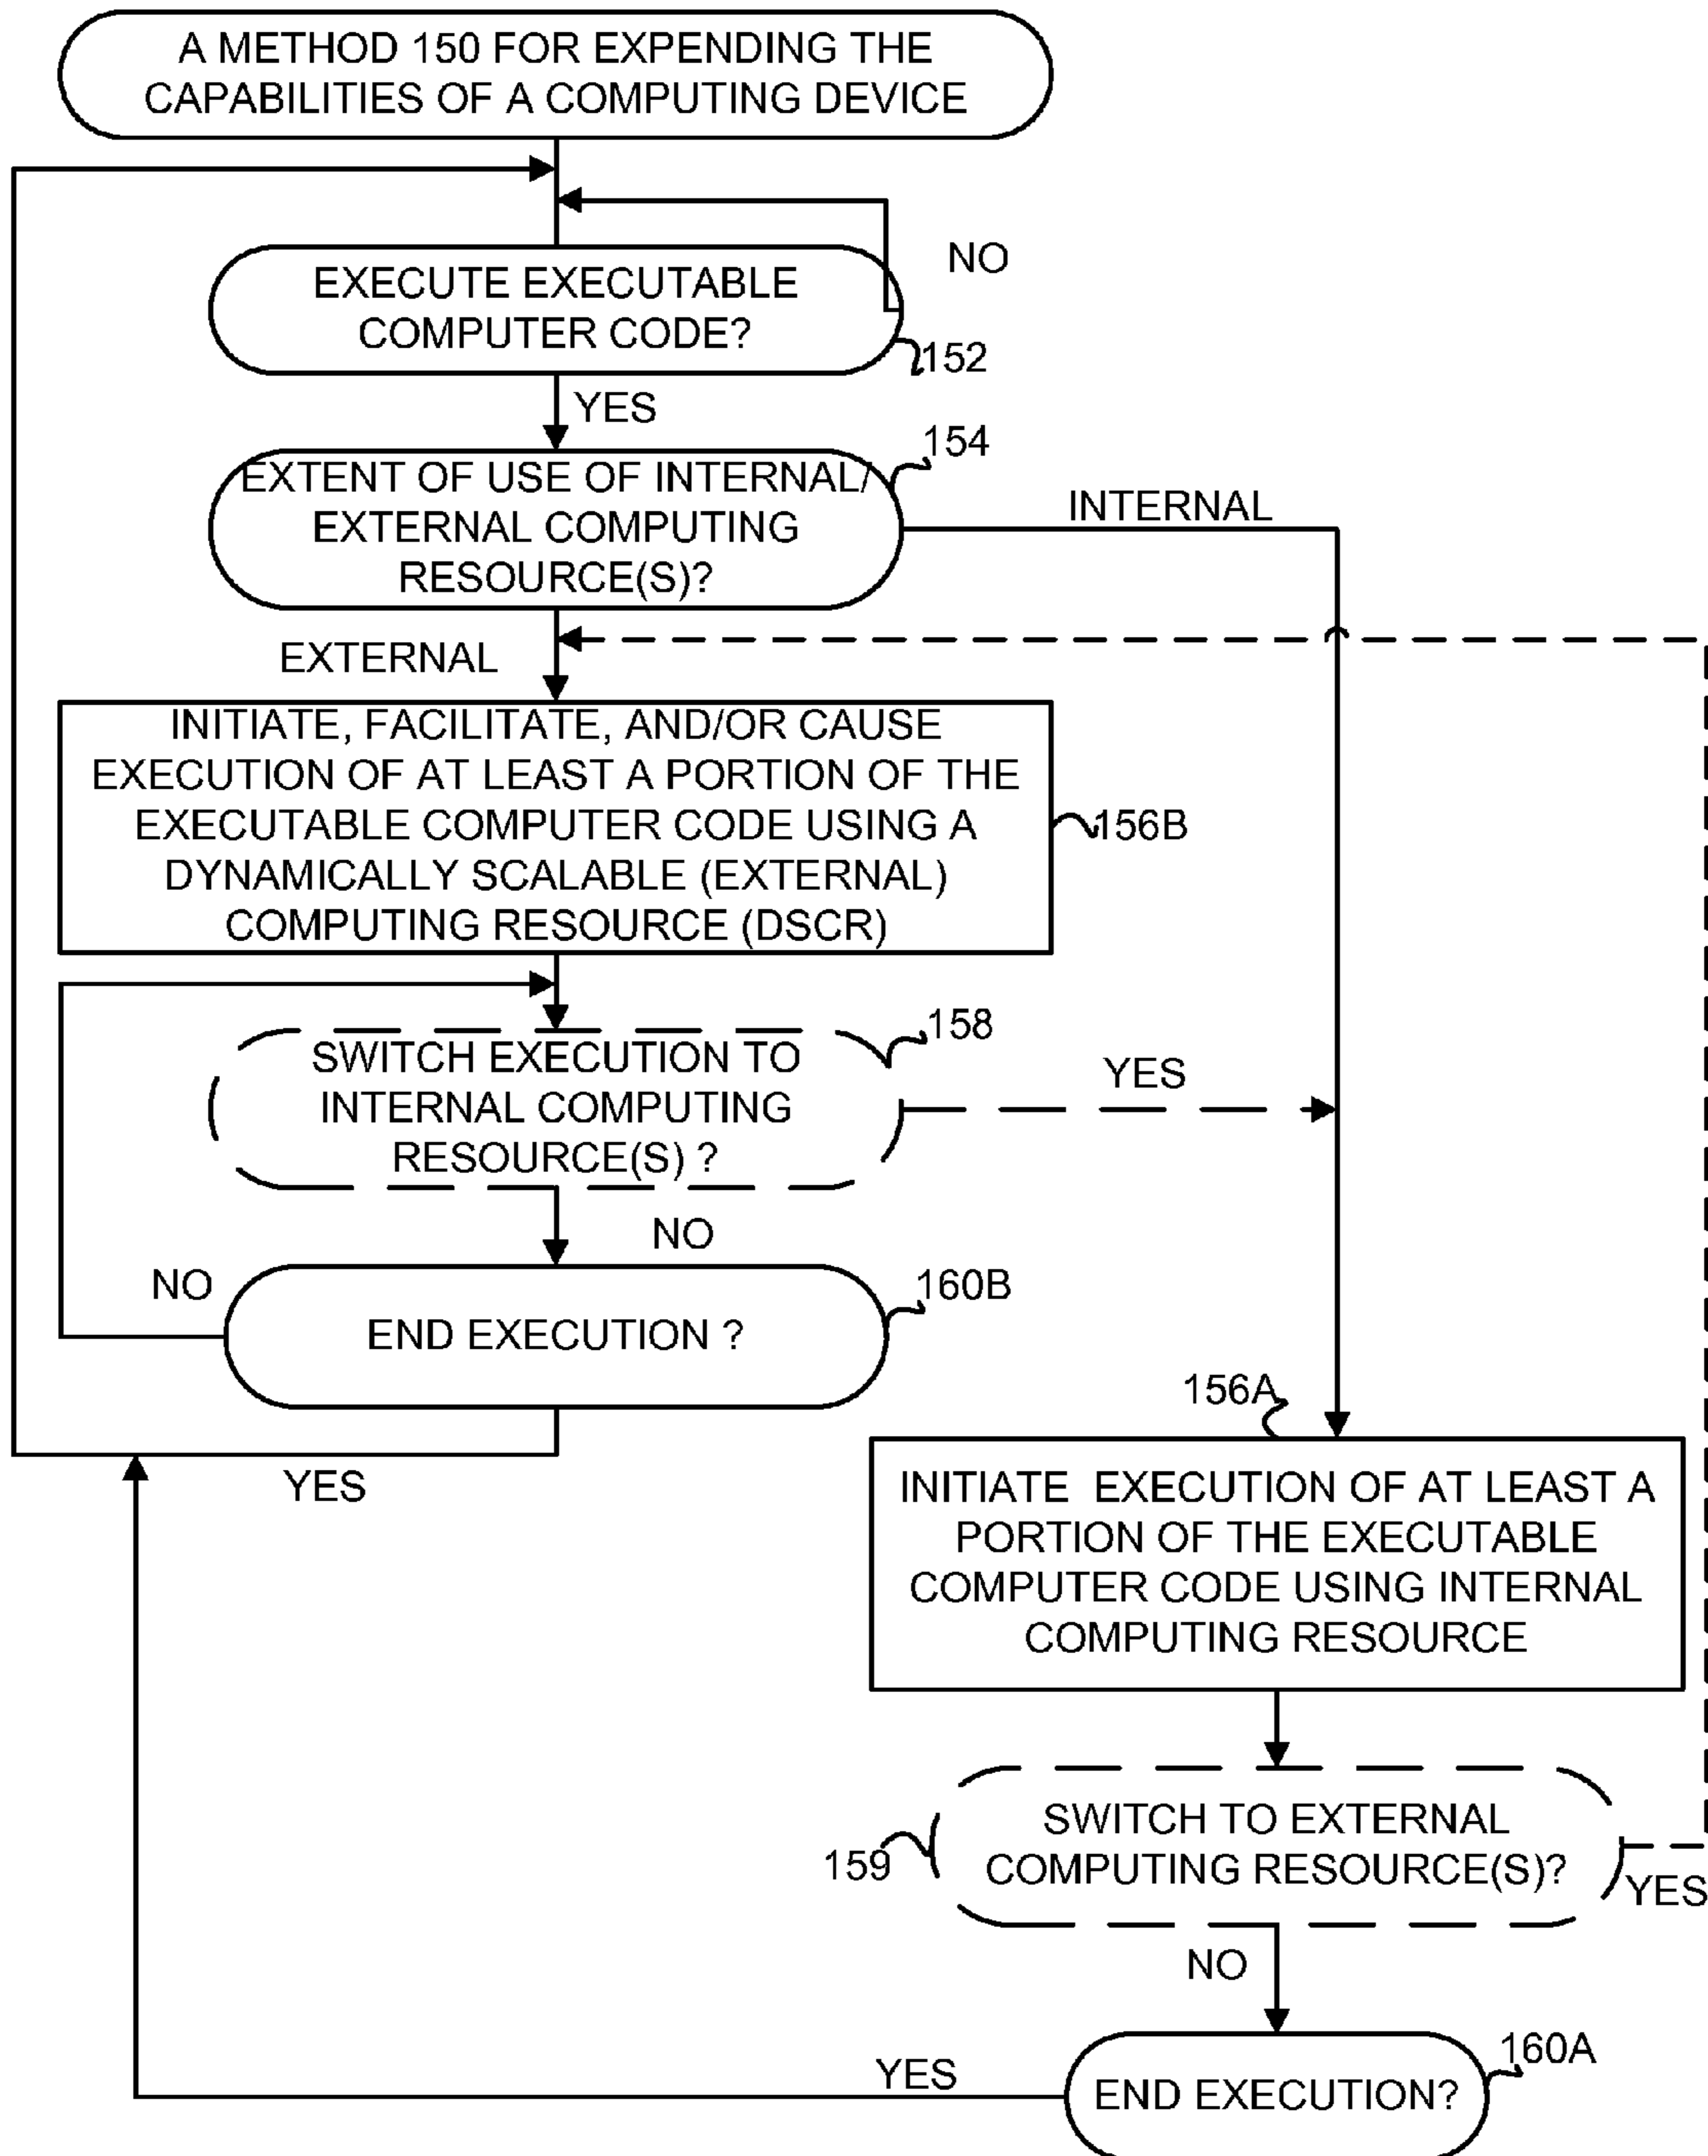 A METHOD 150 FOR EXPENDING THE
CAPABILITIES OF A COMPUTING DEVICE
NO
EXECUTE EXECUTABLE
COMPUTER CODE?
152
YES
154
EXTENT OF USE OF INTERNAL/
EXTERNAL COMPUTING
RESOURCE(S)?
INTERNAL
EXTERNAL
INITIATE, FACILITATE, AND/OR CAUSE
EXECUTION OF AT LEAST A PORTION OF THE
EXECUTABLE COMPUTER CODE USING A
DYNAMICALLY SCALABLE (EXTERNAL)
COMPUTING RESOURCE (DSCR)
156B
158
SWITCH EXECUTION TO
INTERNAL COMPUTING
RESOURCE(S) ?
YES
NO
NO
160B
END EXECUTION ?
YES
156A
INITIATE EXECUTION OF AT LEAST A
PORTION OF THE EXECUTABLE
COMPUTER CODE USING INTERNAL
COMPUTING RESOURCE
SWITCH TO EXTERNAL
COMPUTING RESOURCE(S)?
159
YES
NO
160A
YES
END EXECUTION?